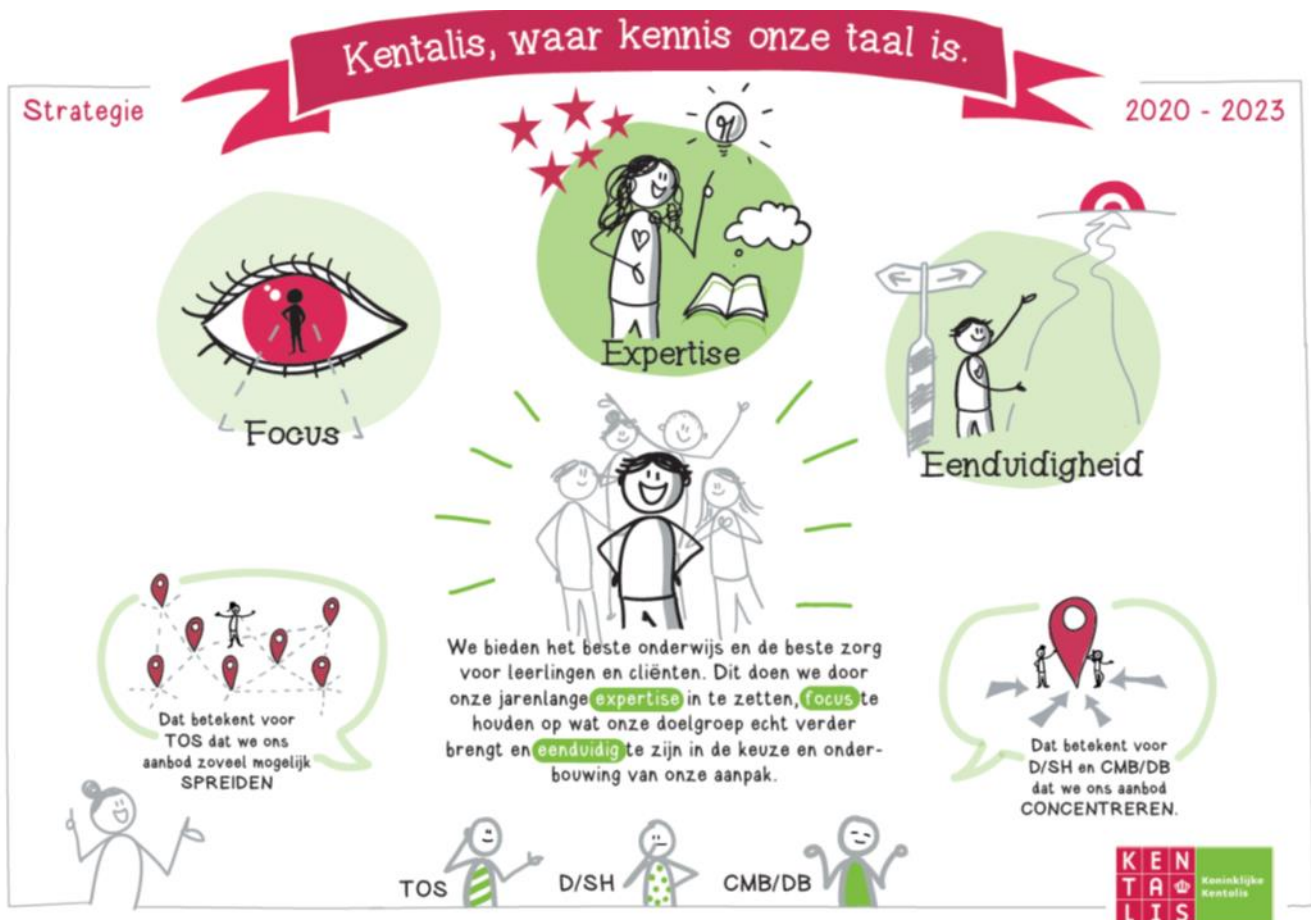 Kentalis, waar kennis onze taal is.
Strategie
2020 - 2023
Focus
Expertise
Eenduidigheid
We bieden het beste onderwijs en de beste zorg
voor leerlingen en cliënten. Dit doen we door
onze jarenlange expertise in te zetten, focus te
houden op wat onze doelgroep echt verder
brengt en eenduidig te zijn in de keuze en onder-
bouwing van onze aanpak.
Dat betekent voor
TOS dat we ons
aanbod zoveel mogelijk
SPREIDEN
Dat betekent voor
D/SH en CMB/DB
dat we ons aanbod
CONCENTREREN.
TOS
D/SH
CMB/DB
KEN
TA
LIS
Koninklijke
Kentalis